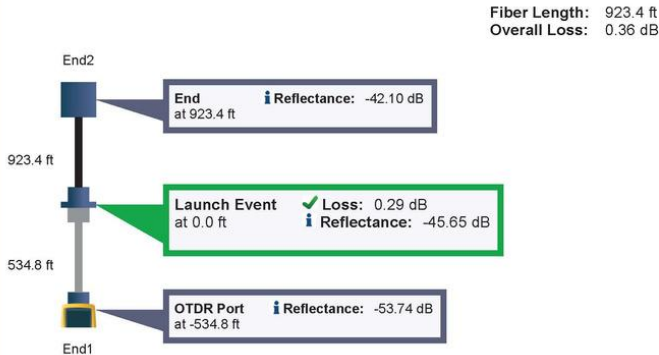 Fiber Length: 923.4 ft
Overall Loss: 0.36 dB
End2
End Reflectance: -42.10 dB
at 923.4 ft
923.4 ft
Launch Event Loss: 0.29 dB
at 0.0 ft Reflectance: -45.65 dB
534.8 ft
OTDR Port Reflectance: -53.74 dB
at -534.8 ft
End1